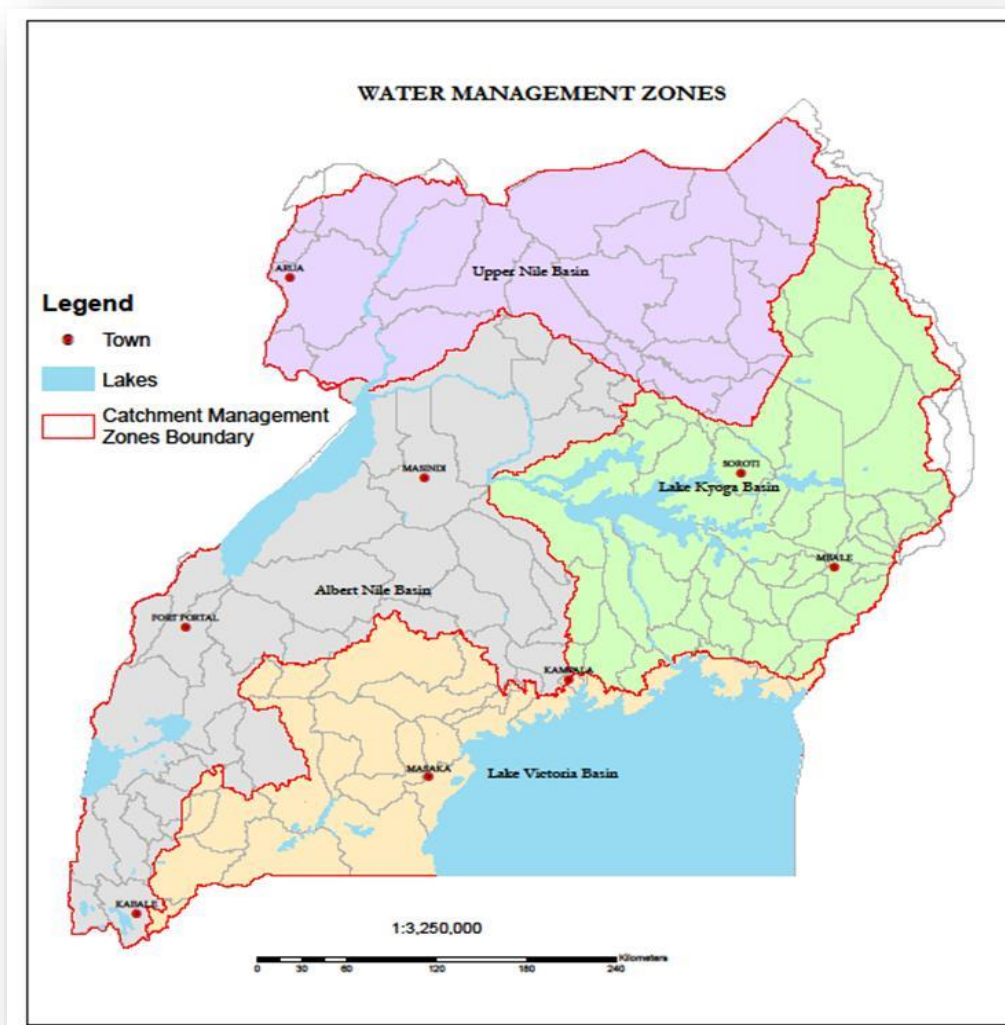 WATER MANAGEMENT ZONES
ARUA
Upper Nile Basin
Legend
Town
Lakes
Catchment Management
Zones Boundary
MASINDI
SOROTI
Lake Kyoga Basin
MBALE
Albert Nile Basin
FORT PORTAL
KAMPALA
MASAKA
Lake Victoria Basin
KABALE
1:3,250,000
Kilometers
0 30 60 120 180 240